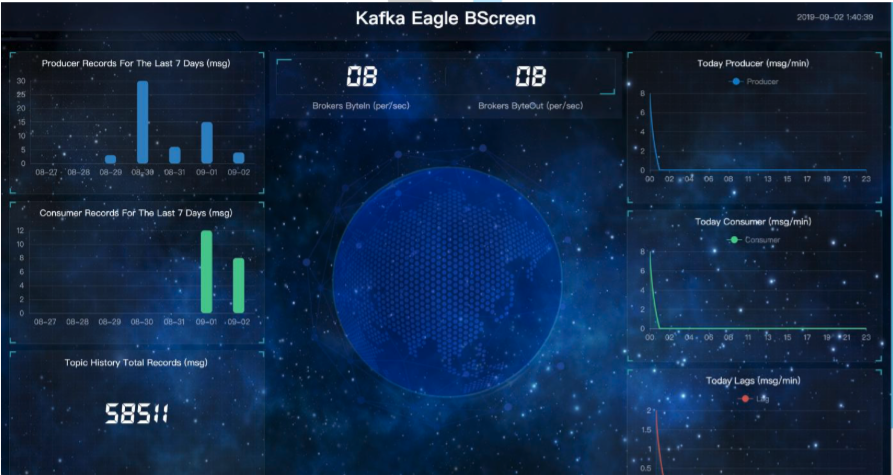 Kafka Eagle BScreen
2019-09-02 1:40:39
Producer Records For The Last 7 Days (msg)
30
25
20
15
10
5
0
08-27 08-28 08-29 08-30 08-31 09-01 09-02
Consumer Records For The Last 7 Days (msg)
12
10
8
6
4
2
0
08-27 08-28 08-29 08-30 08-31 09-01 09-02
Topic History Total Records (msg)
58511
0B 0B
Brokers ByteIn (per/sec) Brokers ByteOut (per/sec)
Today Producer (msg/min)
Producer
8
6
4
2
0
00 02 04 06 08 11 13 15 17 19 21 23
Today Consumer (msg/min)
Consumer
8
6
4
2
0
00 02 04 06 08 11 13 15 17 19 21 23
Today Lags (msg/min)
Lag
2
1.5
1
0.5